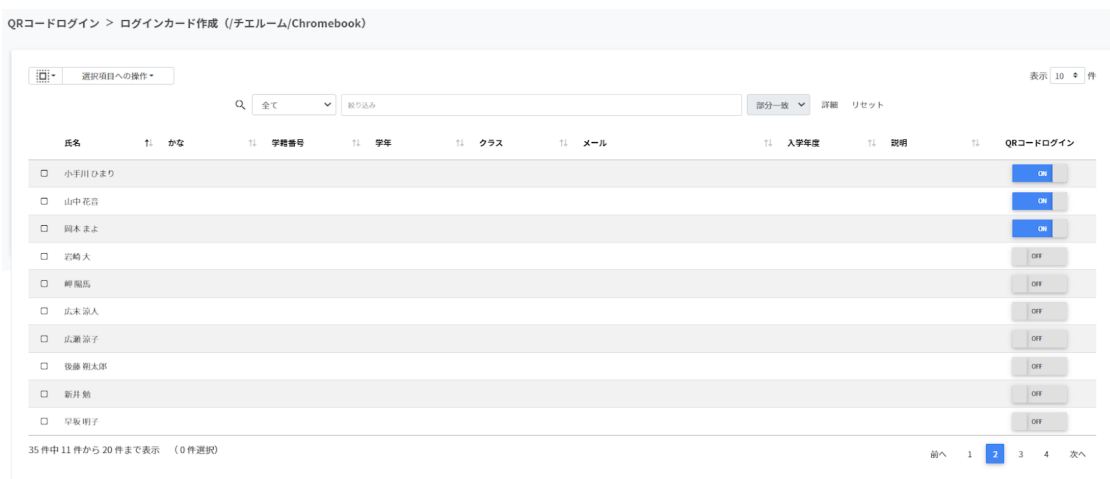 QRコードログイン > ログインカード作成（/チエルーム/Chromebook）
選択項目への操作
表示 10 件
全て 絞り込み 部分一致 詳細 リセット
氏名 かな 学籍番号 学年 クラス メール 入学年度 説明 QRコードログイン
小手川 ひまり ON
山中 花音 ON
岡本 まよ ON
岩崎 大 OFF
岬 陽馬 OFF
広末 涼人 OFF
広瀬 涼子 OFF
後藤 朔太郎 OFF
新井 勉 OFF
早坂 明子 OFF
35 件中 11 件から 20 件まで表示 （ 0 件選択）
前へ 1 2 3 4 次へ